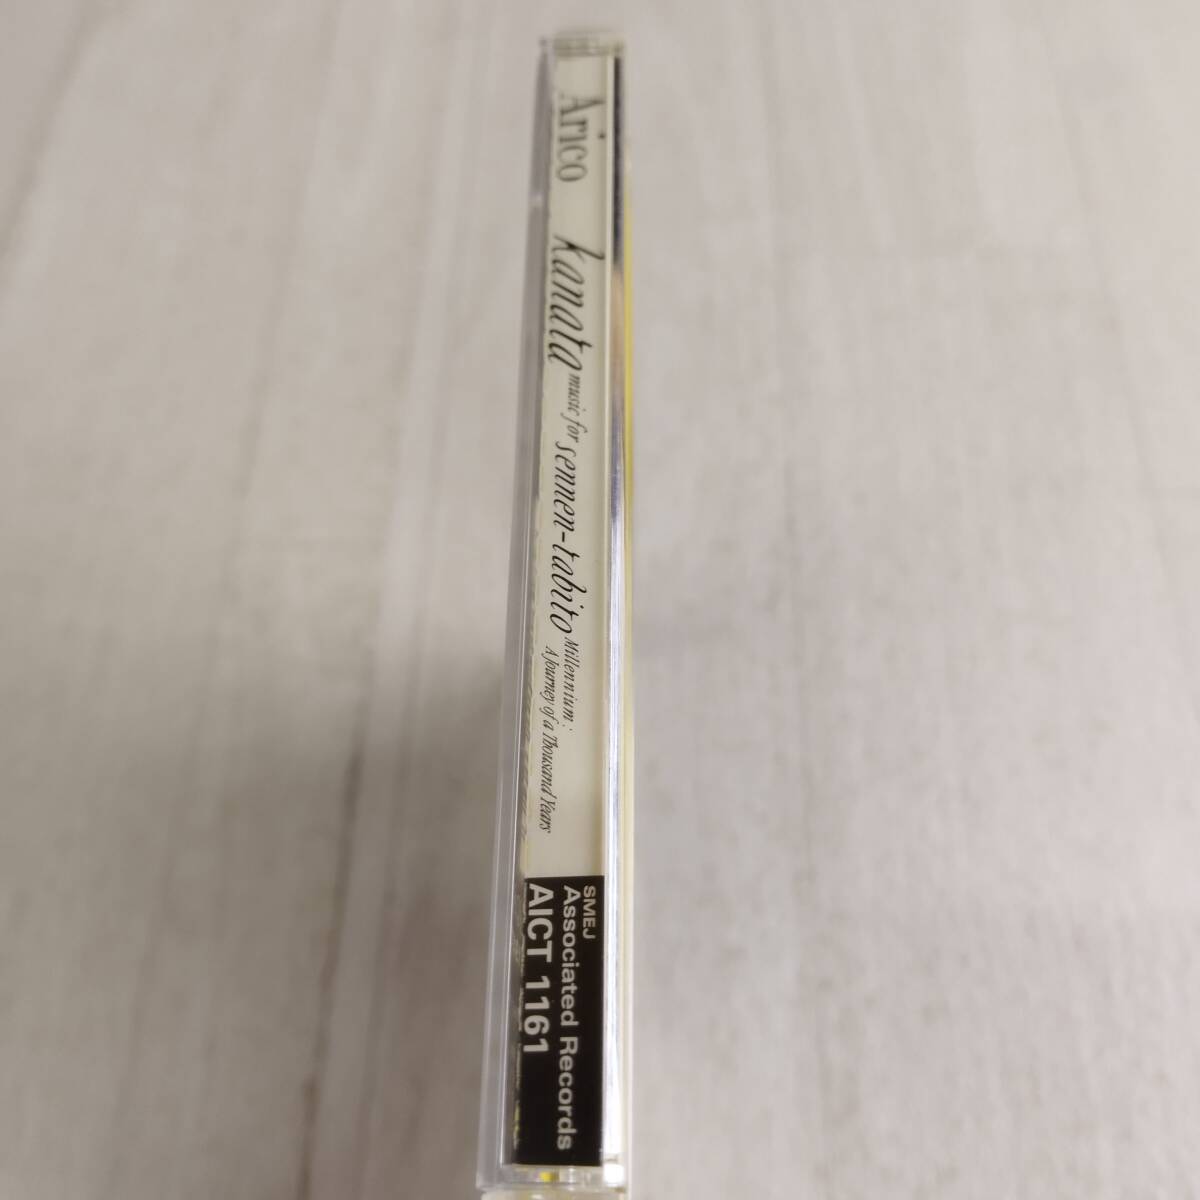 Arico
kanata music for sennen-tabito
Millennium:
A Journey of a Thousand Years
SMEJ
Associated Records
AICT 1161